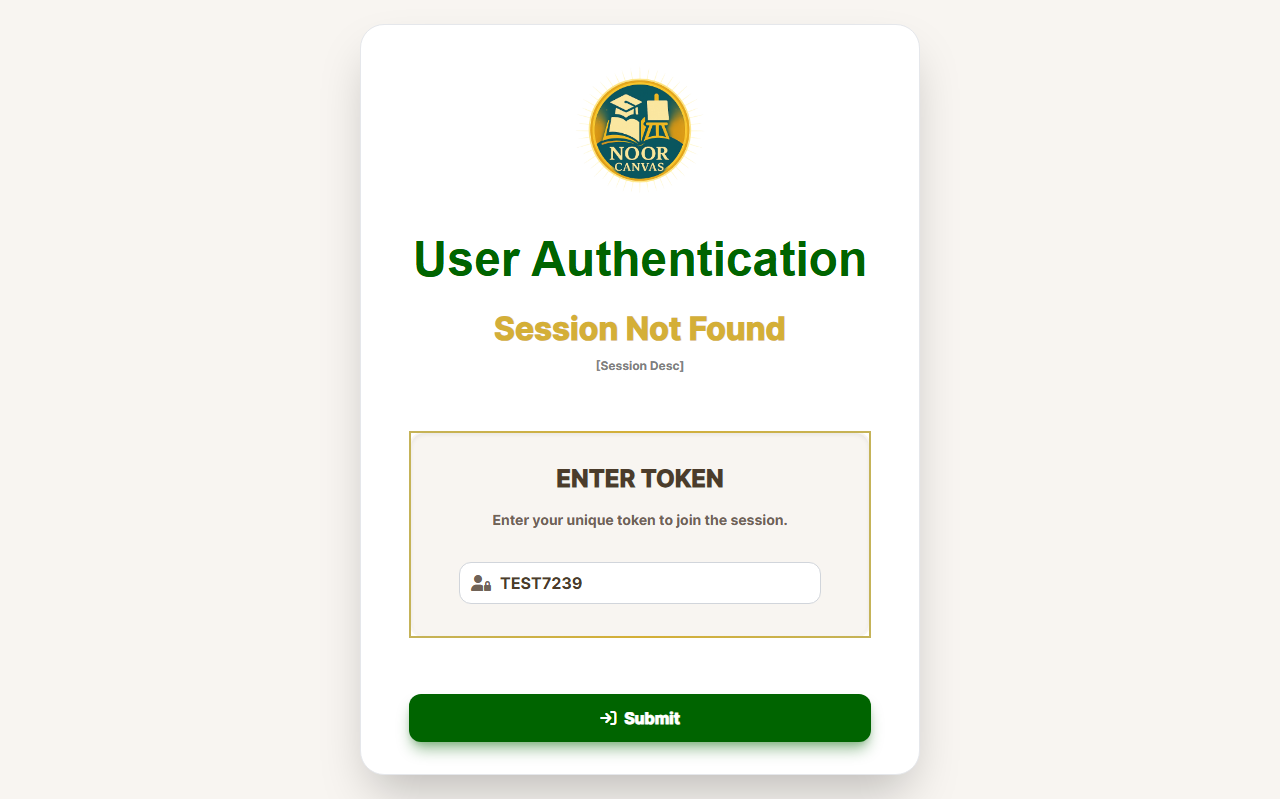 NOOR
CANVAS
User Authentication
Session Not Found
[Session Desc]
ENTER TOKEN
Enter your unique token to join the session.
TEST7239
Submit